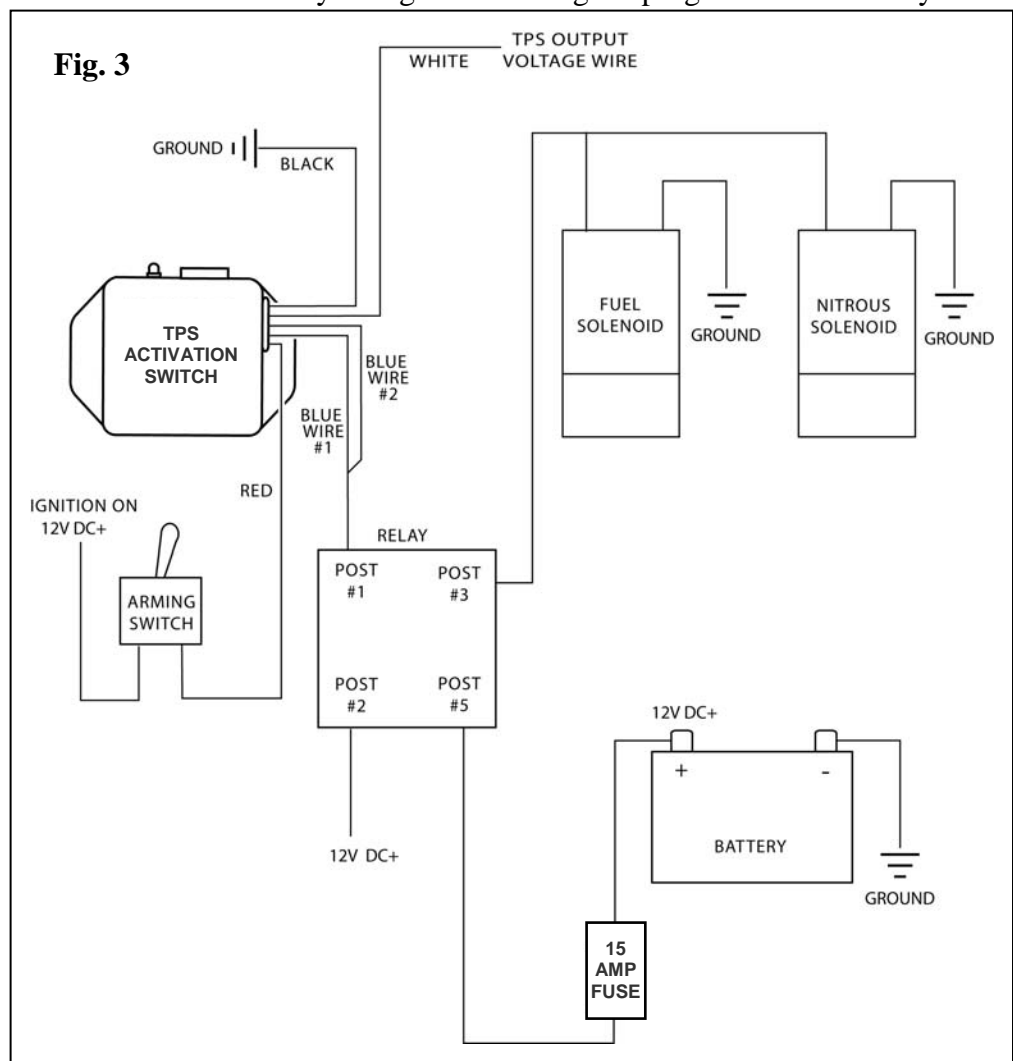 Fig. 3
TPS OUTPUT
WHITE VOLTAGE WIRE
GROUND
BLACK
TPS
ACTIVATION
SWITCH
BLUE
WIRE
#2
BLUE
WIRE
#1
RED
FUEL
SOLENOID
GROUND
NITROUS
SOLENOID
GROUND
IGNITION ON
12V DC+
ARMING
SWITCH
RELAY
POST
#1
POST
#3
POST
#2
POST
#5
12V DC+
12V DC+
+ -
BATTERY
GROUND
15
AMP
FUSE